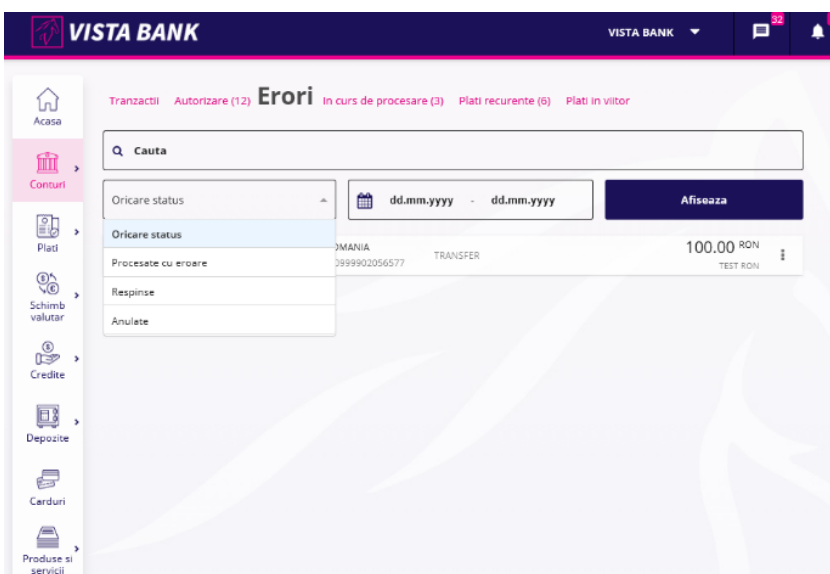 VISTA BANK
VISTA BANK
32
Acasa
Conturi
Plati
Schimb
valutar
Credite
Depozite
Carduri
Produse si
servicii
Tranzactii Autorizare (12) Erori In curs de procesare (3) Plati recurente (6) Plati in viitor
Cauta
Oricare status
dd.mm.yyyy - dd.mm.yyyy
Afiseaza
Oricare status
Procesate cu eroare
Respinse
Anulate
TRANSFER
100.00 RON
TEST RON